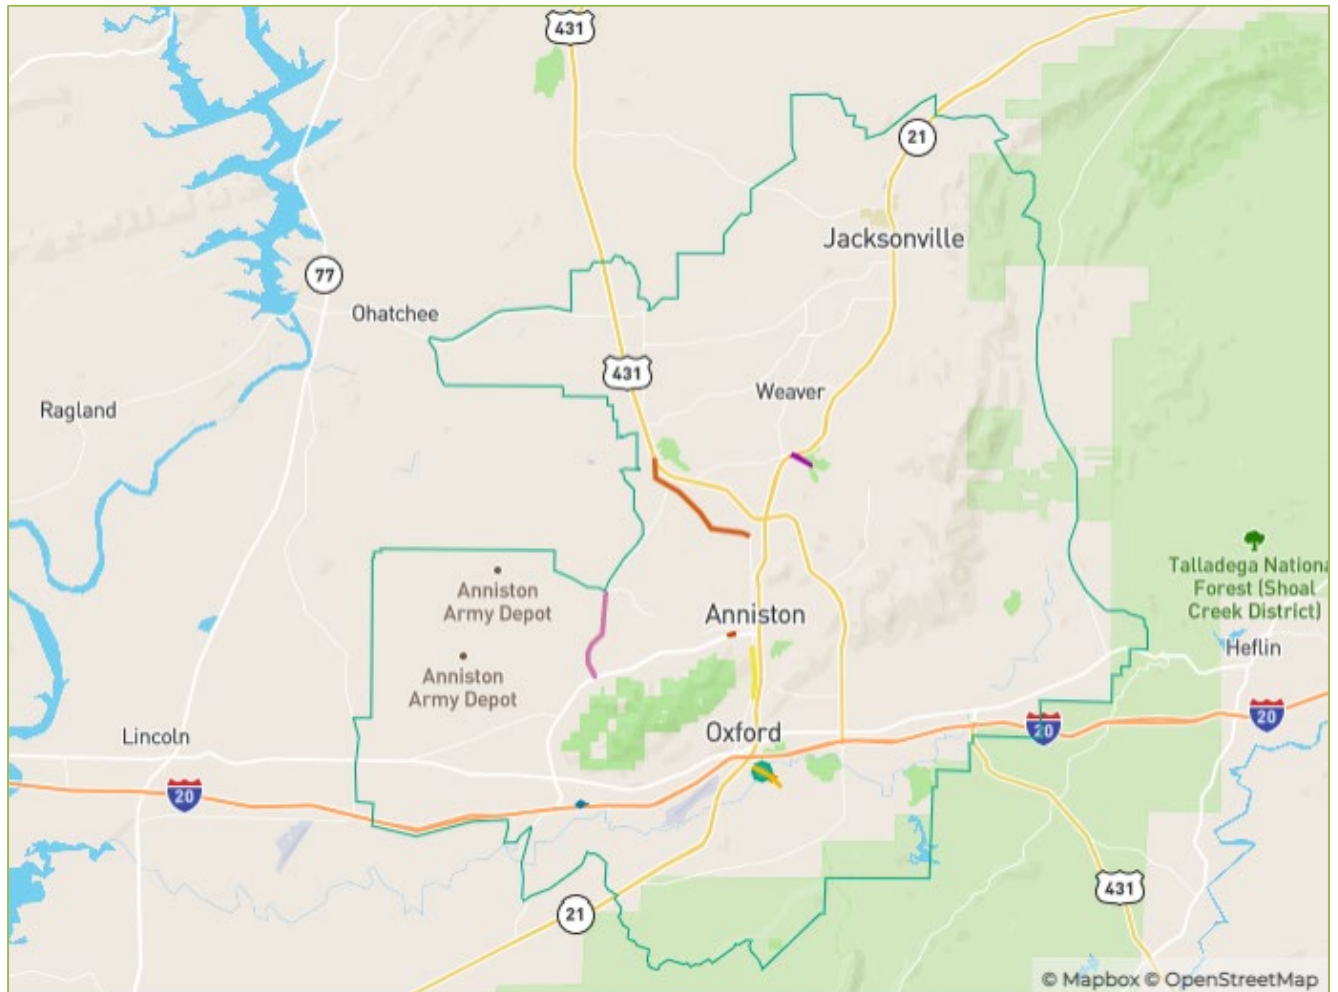 431
21
Jacksonville
77
Ohatchee
431
Weaver
Ragland
Talladega Nationa
Forest (Shoal
Creek District)
Anniston
Army Depot
Anniston
Heflin
Anniston
Army Depot
Oxford
Lincoln
20
20
20
431
21
© Mapbox © OpenStreetMap